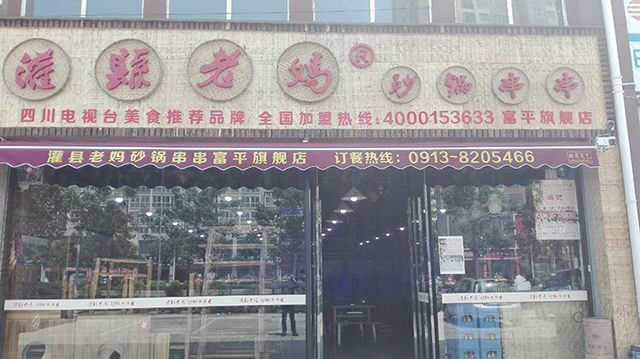 灌縣老妈® 砂锅串串
四川电视台美食推荐品牌 全国加盟热线:4000153633 富平旗舰店
灌县老妈砂锅串串富平旗舰店 订餐热线:0913-8205466